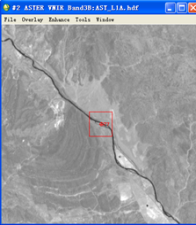 #2 ASTER VNIR Band3B:AST_L1A.hdf
File Overlay Enhance Tools Window